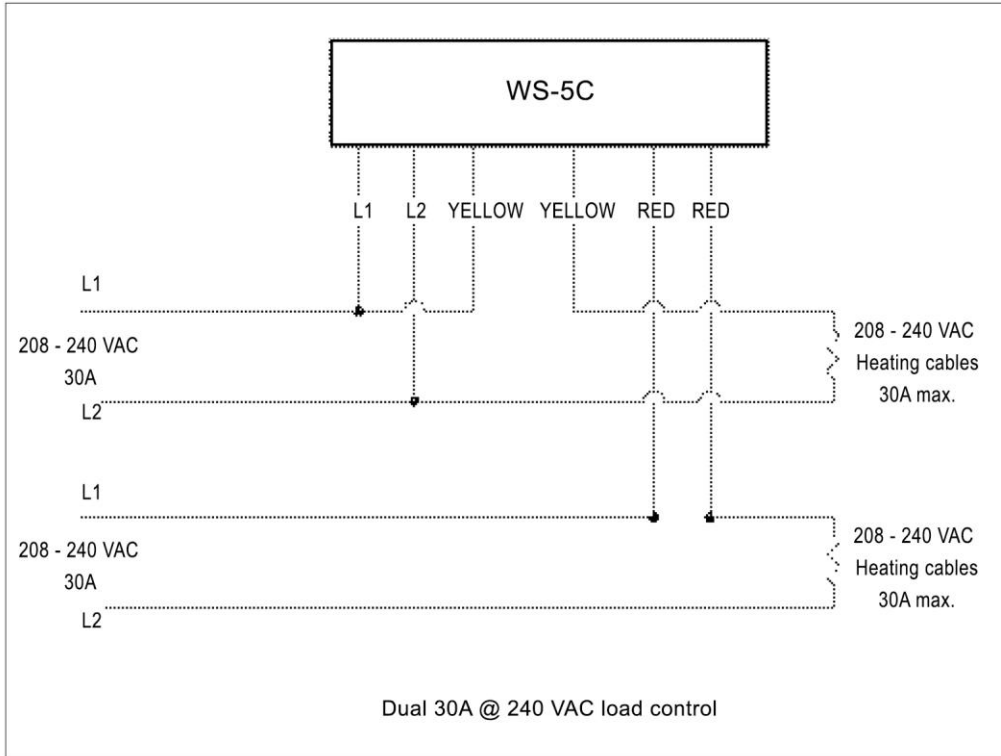 WS-5C
L1 L2 YELLOW YELLOW RED RED
L1
208 - 240 VAC
30A
L2
208 - 240 VAC
Heating cables
30A max.
L1
208 - 240 VAC
30A
L2
208 - 240 VAC
Heating cables
30A max.
Dual 30A @ 240 VAC load control